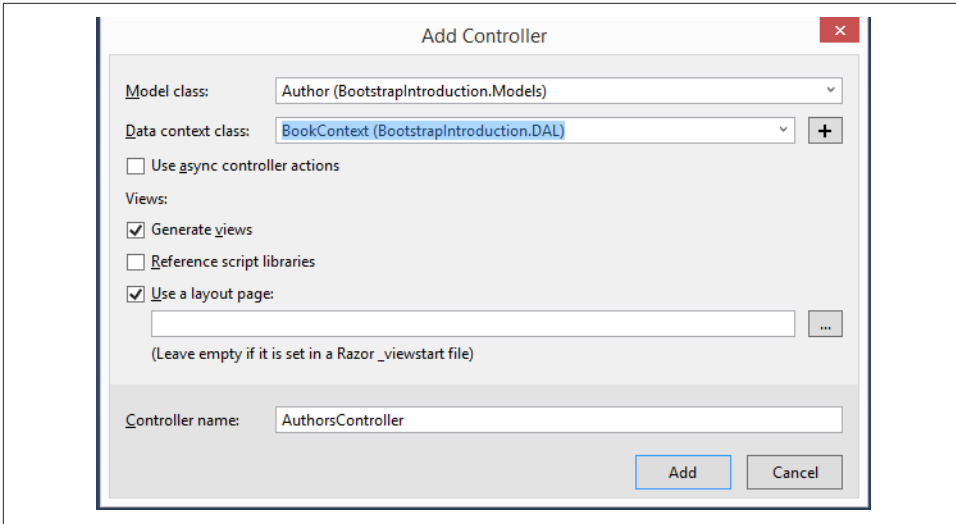 Add Controller
Model class: Author (BootstrapIntroduction.Models)
Data context class: BookContext (BootstrapIntroduction.DAL) +
Use async controller actions
Views:
Generate views
Reference script libraries
Use a layout page:
...
(Leave empty if it is set in a Razor _viewstart file)
Controller name: AuthorsController
Add Cancel